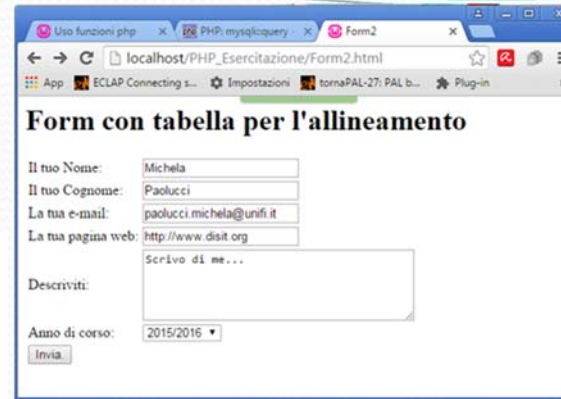 Uso funzioni php
PHP: mysqli::query -
Form2
localhost/PHP_Esercitazione/Form2.html
App
ECLAP Connecting s...
Impostazioni
tornaPAL-27: PAL b...
Plug-in
Form con tabella per l'allineamento
Il tuo Nome: Michela
Il tuo Cognome: Paolucci
La tua e-mail: paolucci.michela@unifi.it
La tua pagina web: http://www.disit.org
Descriviti: Scrivo di me...
Anno di corso: 2015/2016
Invia.